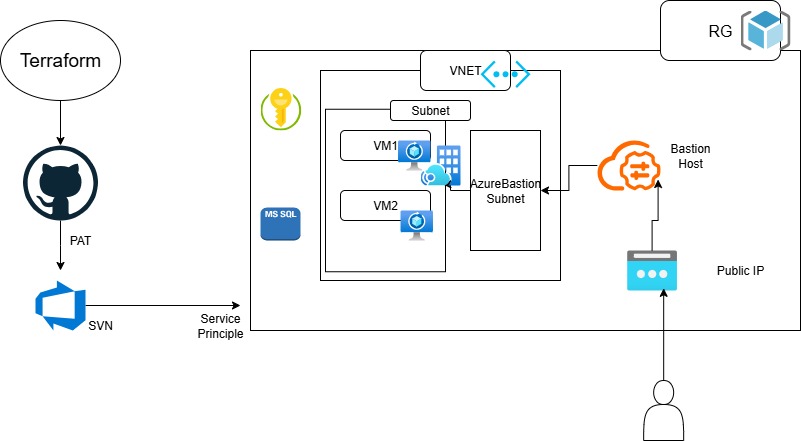 Terraform
RG
VNET
Subnet
VM1
AzureBastion
Subnet
Bastion
Host
VM2
MS SQL
PAT
Public IP
SVN
Service
Principle